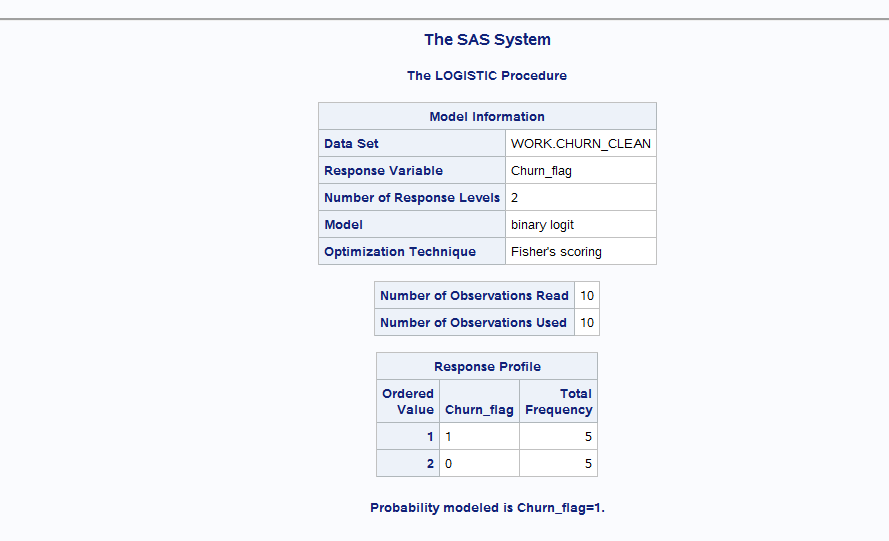 The SAS System
The LOGISTIC Procedure
Model Information
Data Set WORK.CHURN_CLEAN
Response Variable Churn_flag
Number of Response Levels 2
Model binary logit
Optimization Technique Fisher's scoring
Number of Observations Read 10
Number of Observations Used 10
Response Profile
Ordered Value Churn_flag Total Frequency
1 1 5
2 0 5
Probability modeled is Churn_flag=1.